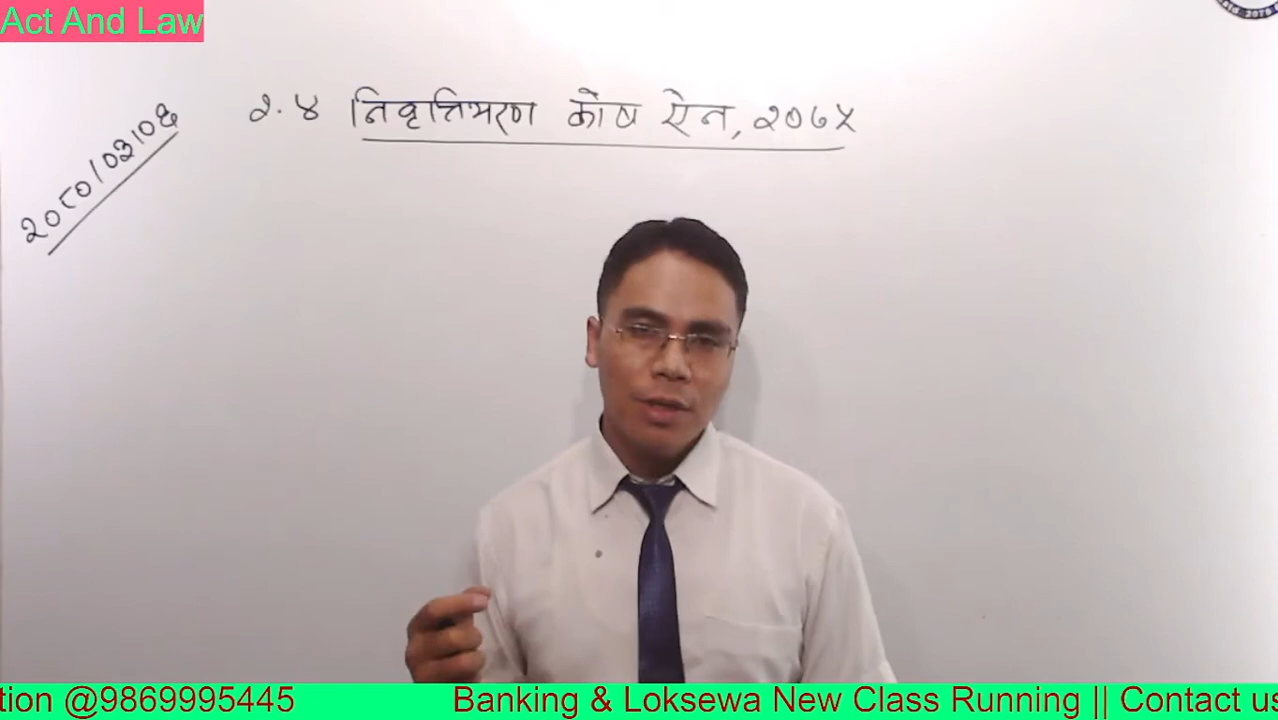 Act And Law
२.४ निवृत्तिभरण कोष ऐन, २०७५
२०८०/०३/०६
tion @9869995445 Banking & Loksewa New Class Running || Contact us